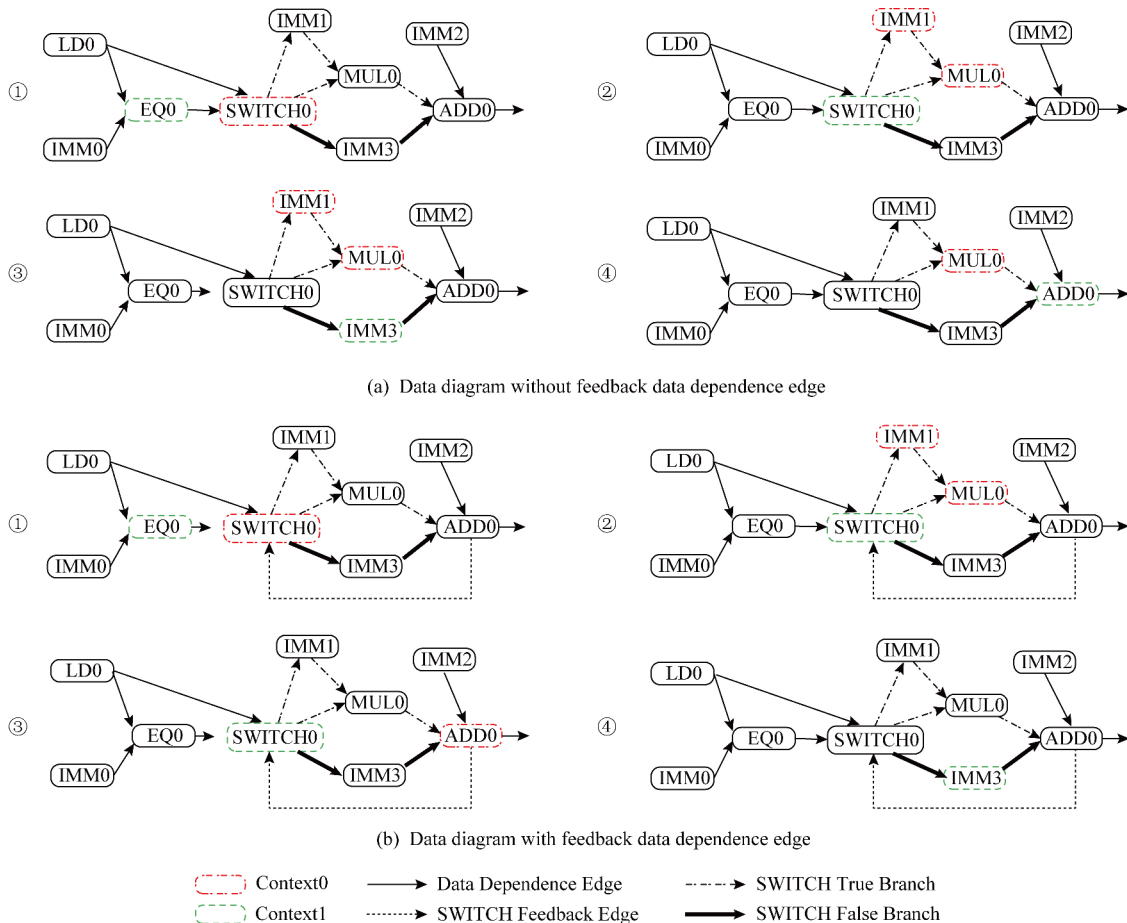 IMM1
IMM2
LD0
MUL0
①
EQ0
SWITCH0
ADD0
IMM0
IMM3
IMM1
IMM2
LD0
MUL0
②
EQ0
SWITCH0
ADD0
IMM0
IMM3
IMM1
IMM2
LD0
MUL0
③
EQ0
SWITCH0
ADD0
IMM0
IMM3
IMM1
IMM2
LD0
MUL0
④
EQ0
SWITCH0
ADD0
IMM0
IMM3
(a) Data diagram without feedback data dependence edge
IMM1
IMM2
LD0
MUL0
①
EQ0
SWITCH0
ADD0
IMM0
IMM3
IMM1
IMM2
LD0
MUL0
②
EQ0
SWITCH0
ADD0
IMM0
IMM3
IMM1
IMM2
LD0
MUL0
③
EQ0
SWITCH0
ADD0
IMM0
IMM3
IMM1
IMM2
LD0
MUL0
④
EQ0
SWITCH0
ADD0
IMM0
IMM3
(b) Data diagram with feedback data dependence edge
Context0
Data Dependence Edge
SWITCH True Branch
Context1
SWITCH Feedback Edge
SWITCH False Branch